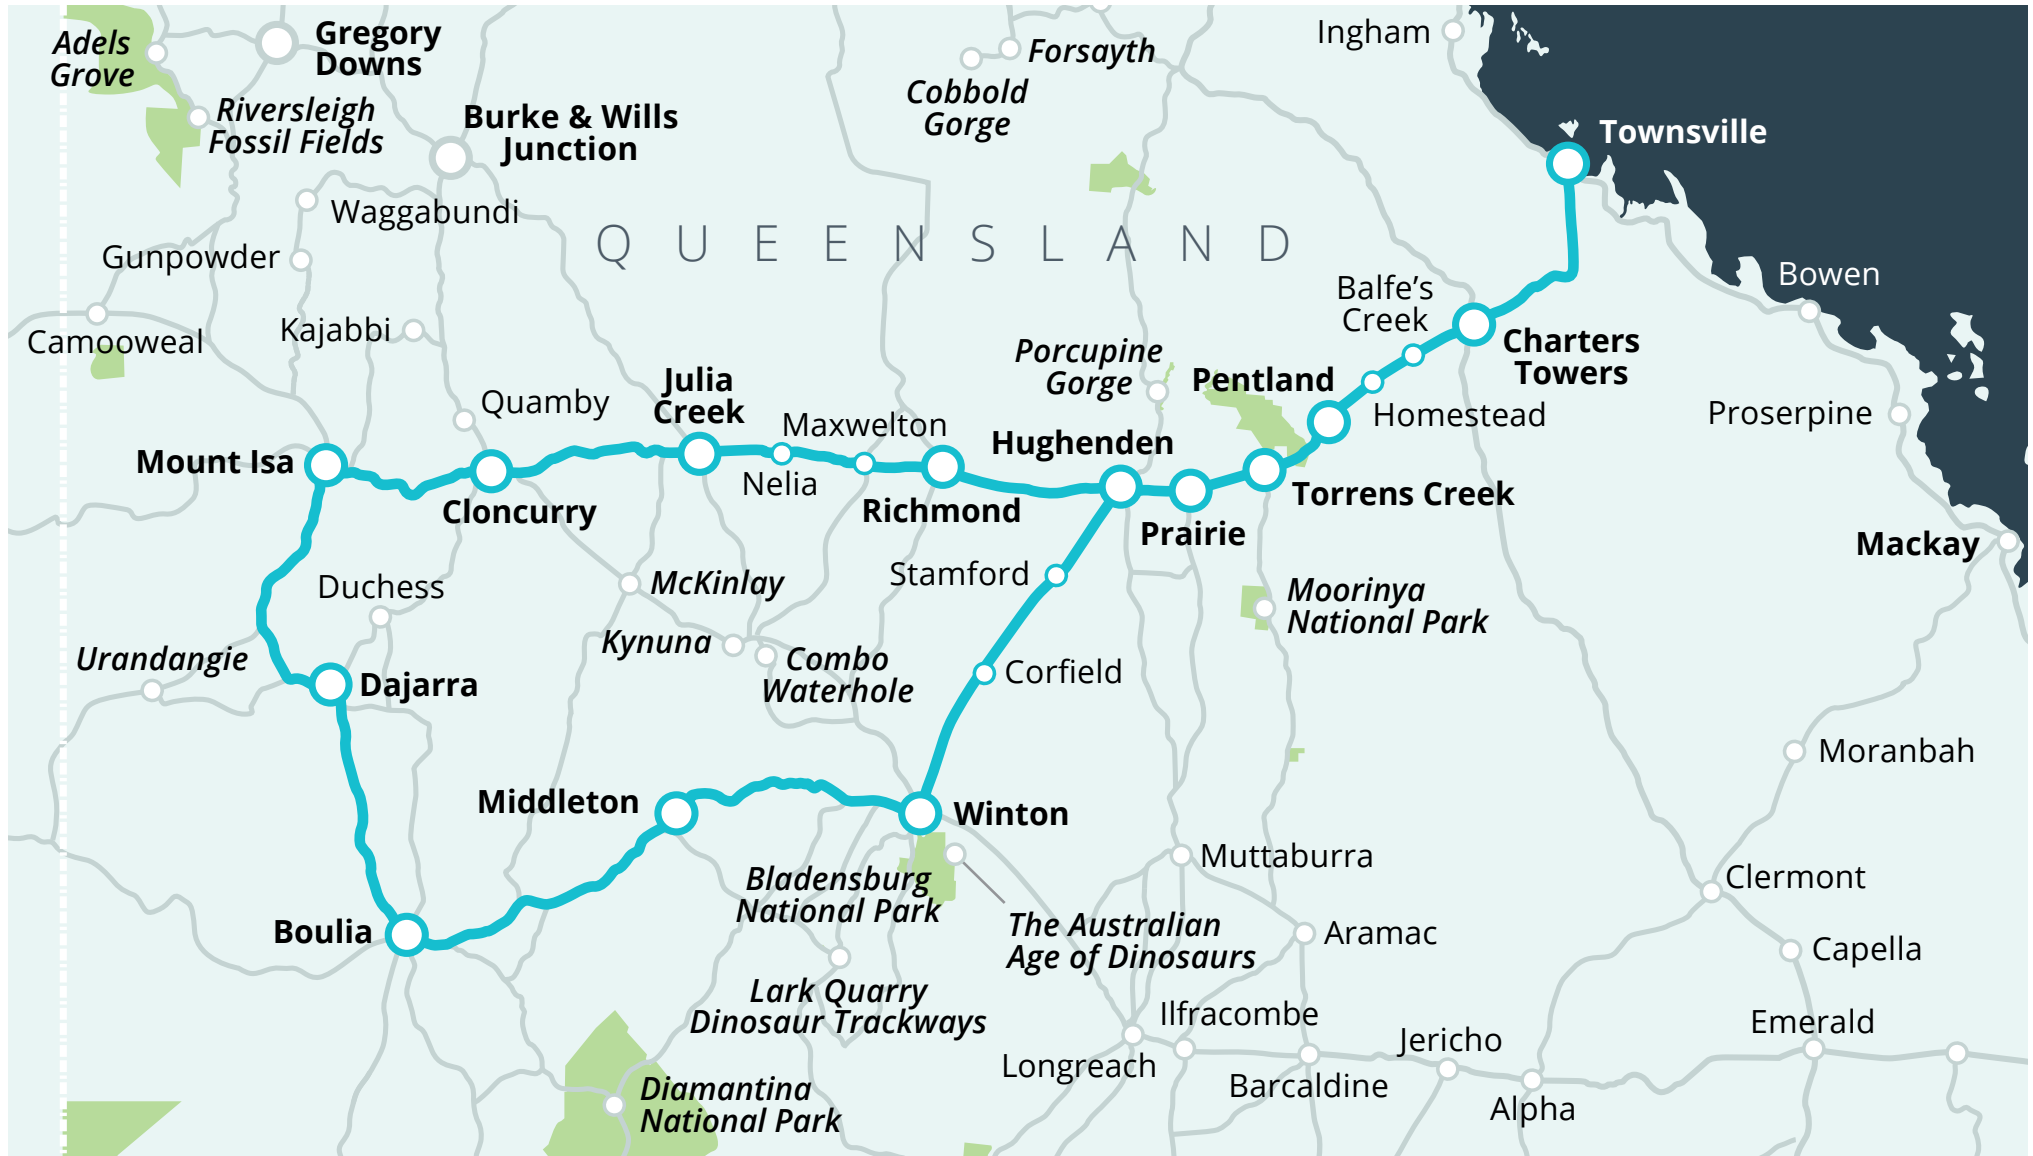 Adels
Grove
Gregory
Downs
Riversleigh
Fossil Fields
Burke & Wills
Junction
Forsayth
Cobbold
Gorge
Ingham
Townsville
Waggabundi
Gunpowder
QUEENSLAND
Bowen
Camooweal
Kajabbi
Balfe's
Creek
Charters
Towers
Porcupine
Gorge
Pentland
Homestead
Proserpine
Quamby
Julia
Creek
Maxwelton
Nelia
Mount Isa
Cloncurry
Richmond
Hughenden
Prairie
Torrens Creek
Mackay
Duchess
McKinlay
Stamford
Moorinya
National Park
Urandangie
Dajarra
Kynuna
Combo
Waterhole
Corfield
Moranbah
Middleton
Winton
Bladensburg
National Park
Muttaburra
Clermont
Boulia
The Australian
Age of Dinosaurs
Aramac
Capella
Lark Quarry
Dinosaur Trackways
Ilfracombe
Longreach
Jericho
Emerald
Barcaldine
Alpha
Diamantina
National Park